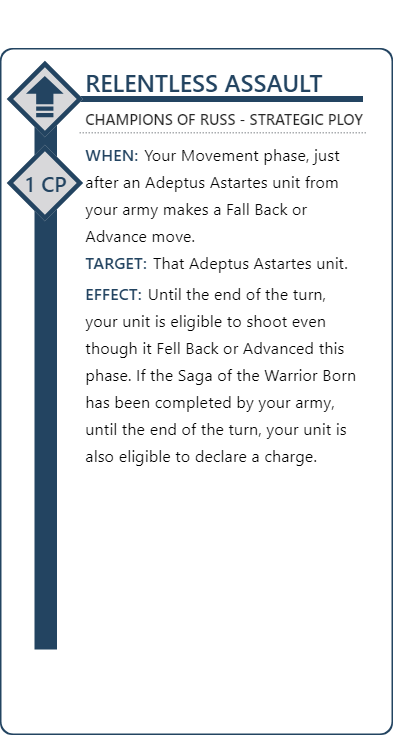 RELENTLESS ASSAULT
CHAMPIONS OF RUSS - STRATEGIC PLOY
1 CP
WHEN: Your Movement phase, just
after an Adeptus Astartes unit from
your army makes a Fall Back or
Advance move.
TARGET: That Adeptus Astartes unit.
EFFECT: Until the end of the turn,
your unit is eligible to shoot even
though it Fell Back or Advanced this
phase. If the Saga of the Warrior Born
has been completed by your army,
until the end of the turn, your unit is
also eligible to declare a charge.